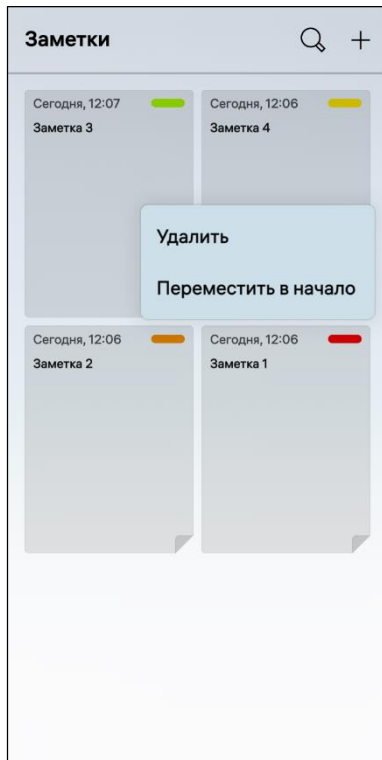 Заметки
Сегодня, 12:07
Заметка 3
Сегодня, 12:06
Заметка 4
Удалить
Переместить в начало
Сегодня, 12:06
Заметка 2
Сегодня, 12:06
Заметка 1